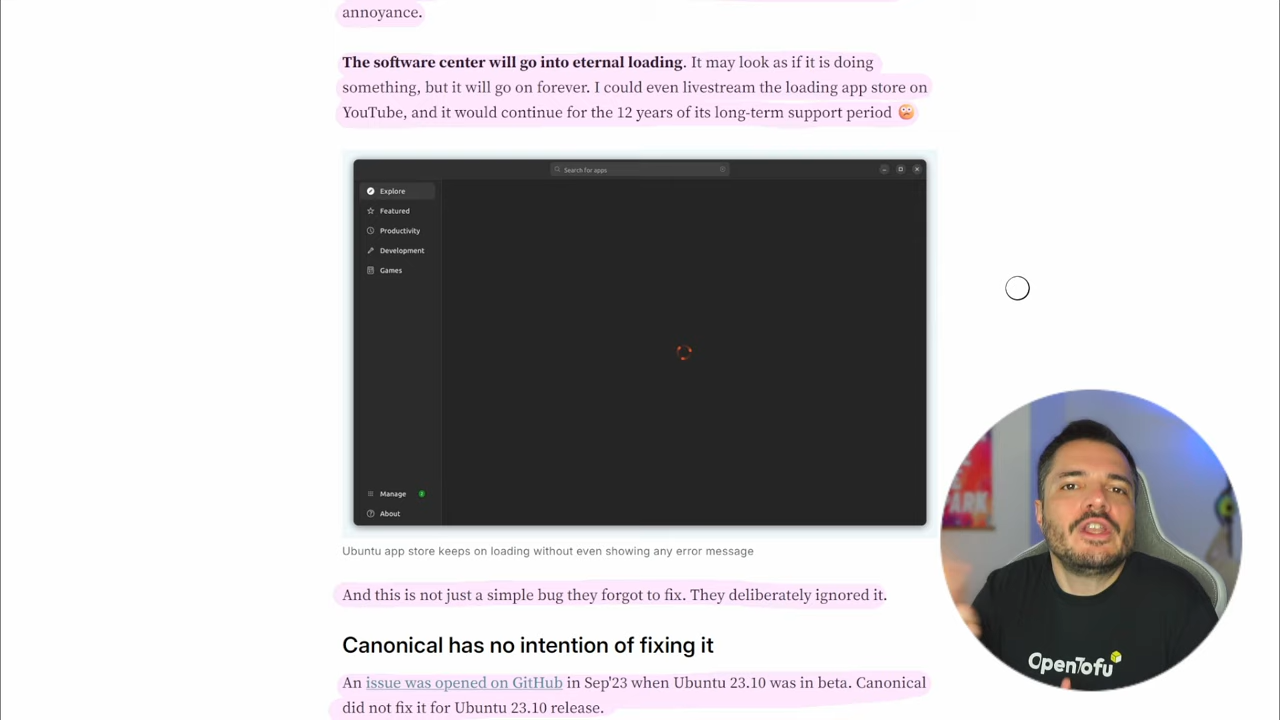 annoyance.
The software center will go into eternal loading. It may look as if it is doing
something, but it will go on forever. I could even livestream the loading app store on
YouTube, and it would continue for the 12 years of its long-term support period 😕
Search for apps
Explore
Featured
Productivity
Development
Games
Manage
About
Ubuntu app store keeps on loading without even showing any error message
And this is not just a simple bug they forgot to fix. They deliberately ignored it.
Canonical has no intention of fixing it
An issue was opened on GitHub in Sep'23 when Ubuntu 23.10 was in beta. Canonical
did not fix it for Ubuntu 23.10 release.
PARK
OpenTofu